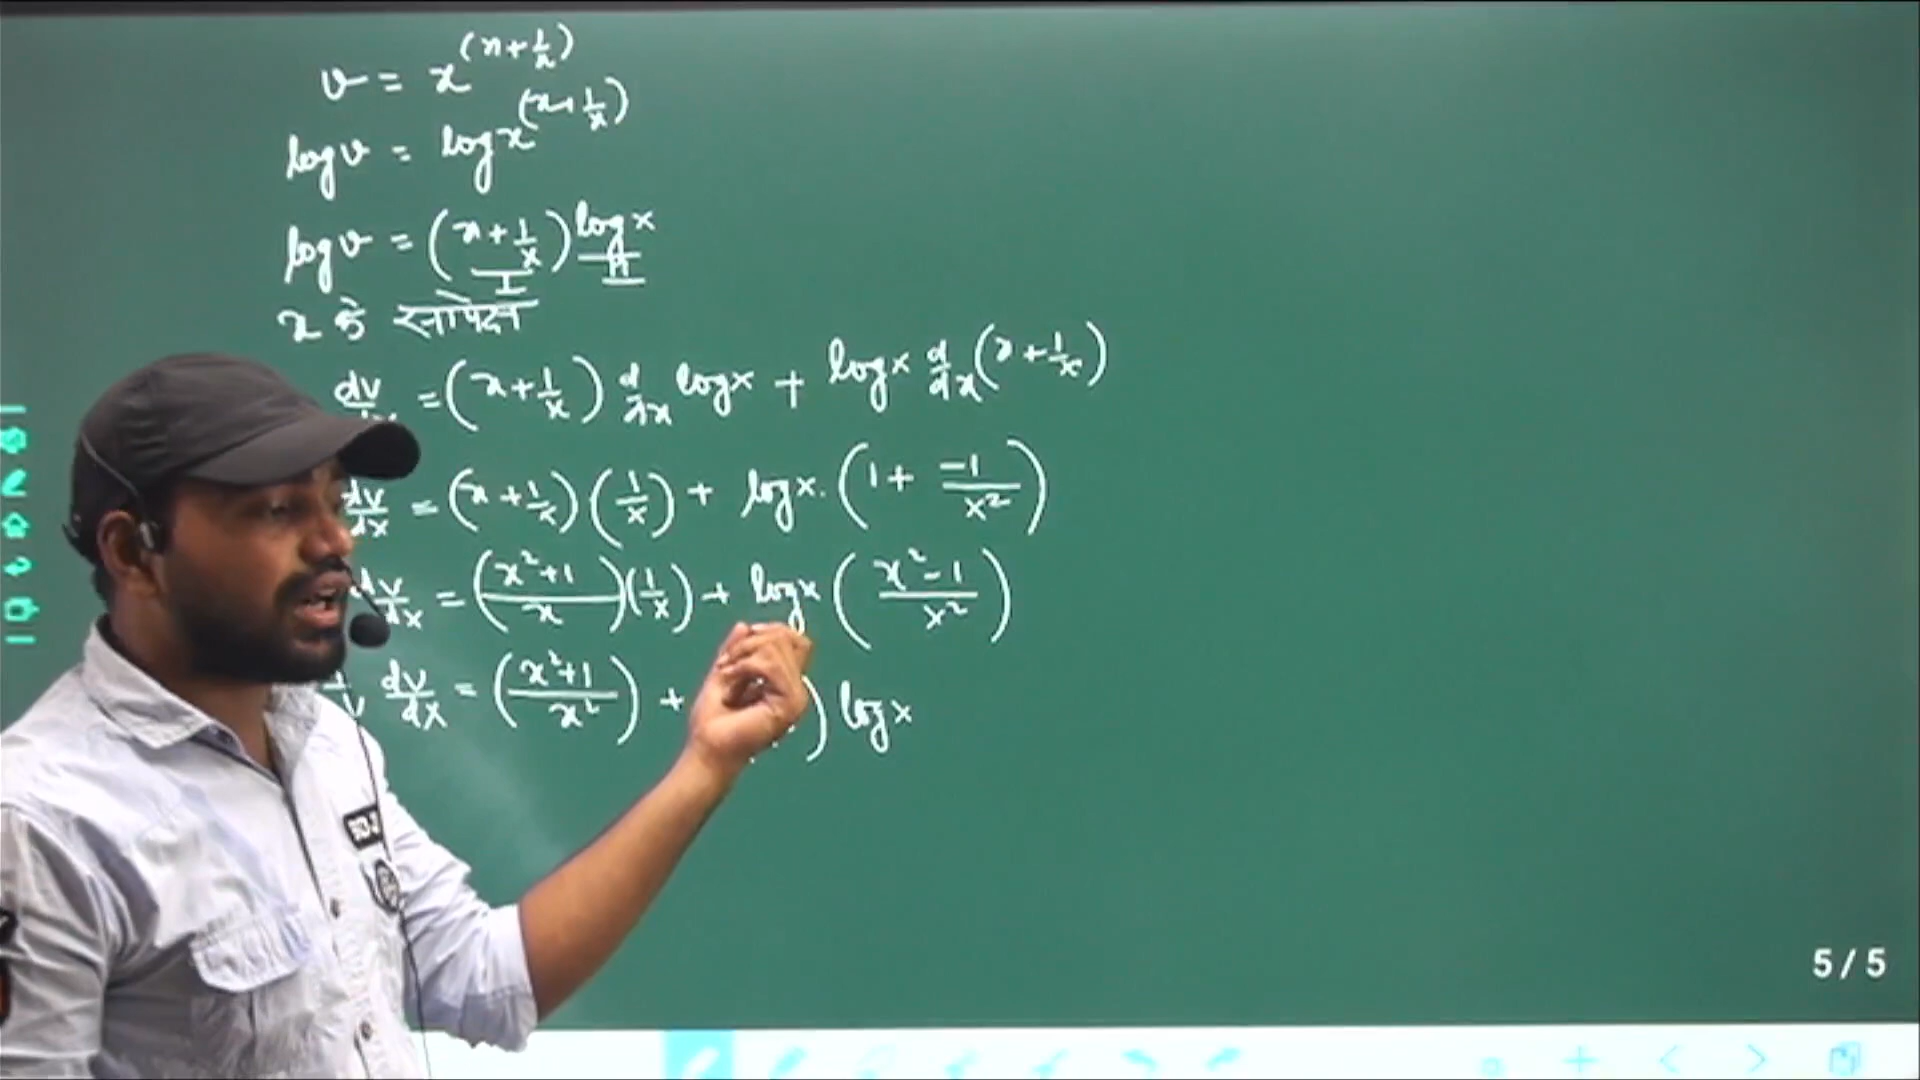 v = x^(x+1/x)
log v = log x^(x+1/x)
log v = (x+1/x) log x
I II
x के सापेक्ष
dv = (x+1/x) d/dx log x + log x d/dx (x+1/x)
dv/dx = (x+1/x)(1/x) + log x. (1+ -1/x²)
dv/dx = (x²+1/x)(1/x) + log x (x²-1/x²)
dv/dx = (x²+1/x²) + ) log x
5 / 5